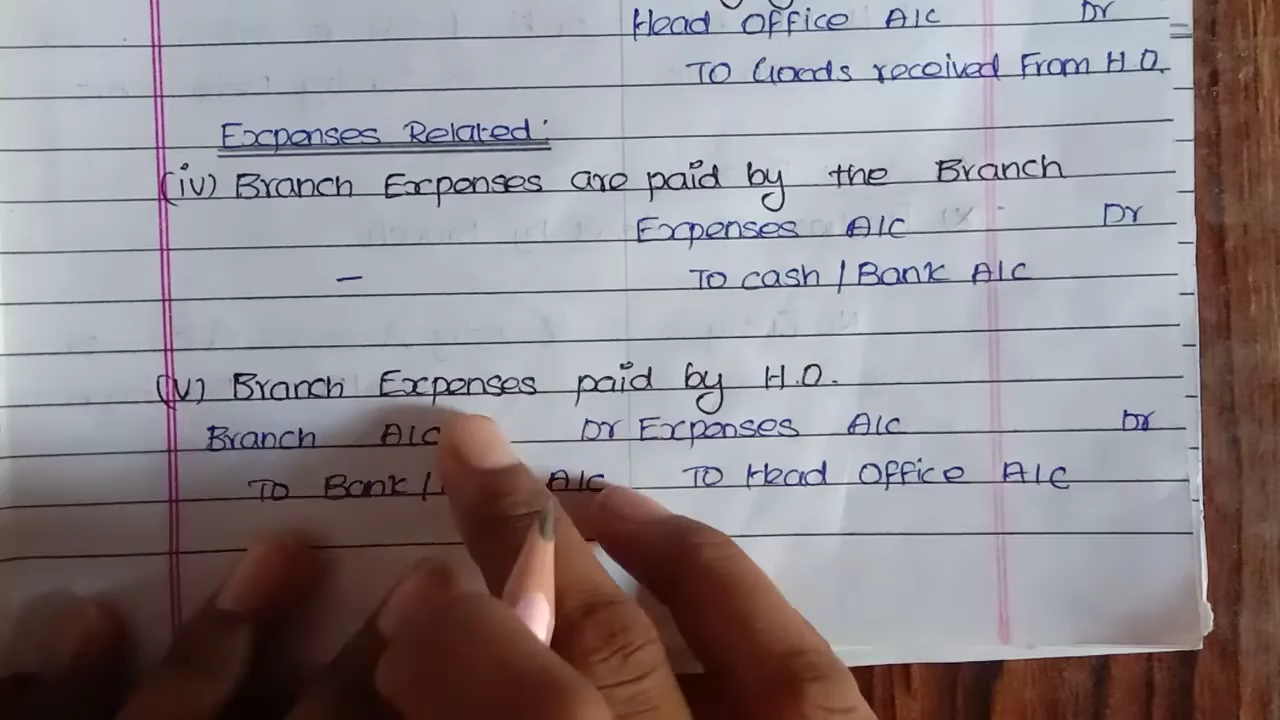 Head Office A/C Dr
To Goods received From H.O.
Expenses Related:
(iv) Branch Expenses are paid by the Branch
Expenses A/C Dr
— To cash / Bank A/C
(v) Branch Expenses paid by H.O.
Branch A/C Dr Expenses A/C Dr
To Bank / A/C To Head Office A/C